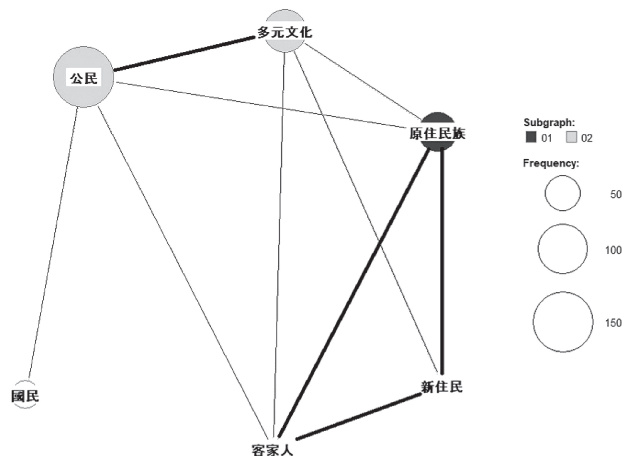 多元文化
公民
原住民族
國民
新住民
客家人
Subgraph:
01 02
Frequency:
50
100
150